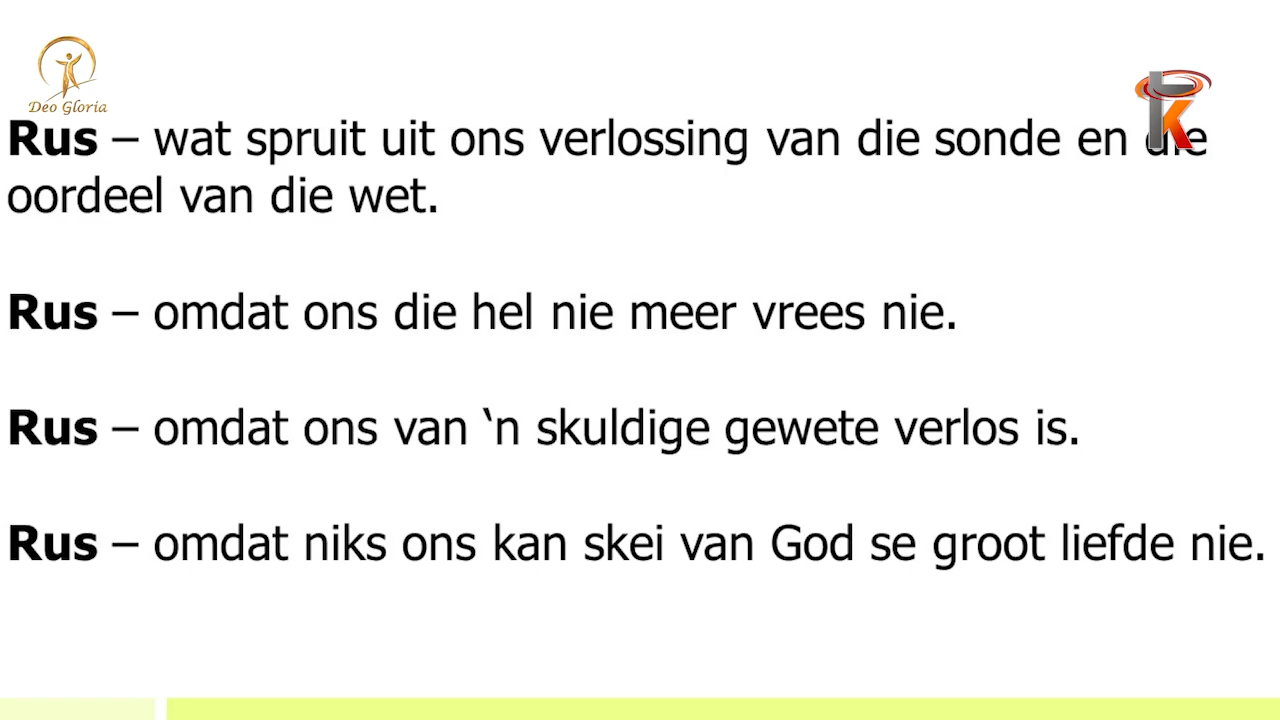 Deo Gloria
Rus – wat spruit uit ons verlossing van die sonde en die
oordeel van die wet.
Rus – omdat ons die hel nie meer vrees nie.
Rus – omdat ons van ‘n skuldige gewete verlos is.
Rus – omdat niks ons kan skei van God se groot liefde nie.